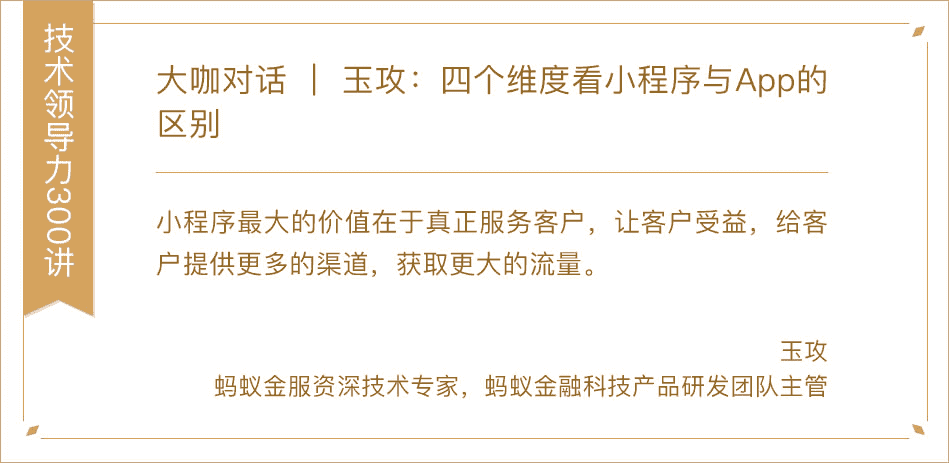 技术领导力300讲
大咖对话 | 玉攻：四个维度看小程序与App的
区别
小程序最大的价值在于真正服务客户，让客户受益，给客
户提供更多的渠道，获取更大的流量。
玉攻
蚂蚁金服资深技术专家，蚂蚁金融科技产品研发团队主管